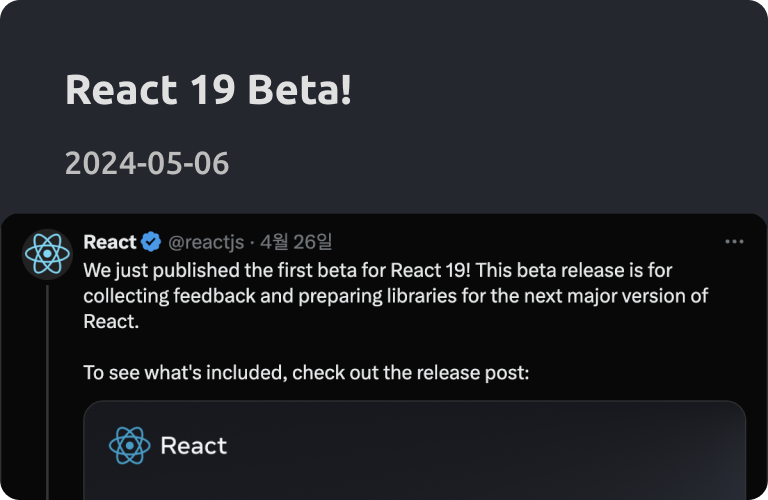 React 19 Beta!
2024-05-06
React @reactjs · 4월 26일
We just published the first beta for React 19! This beta release is for
collecting feedback and preparing libraries for the next major version of
React.
To see what's included, check out the release post:
React